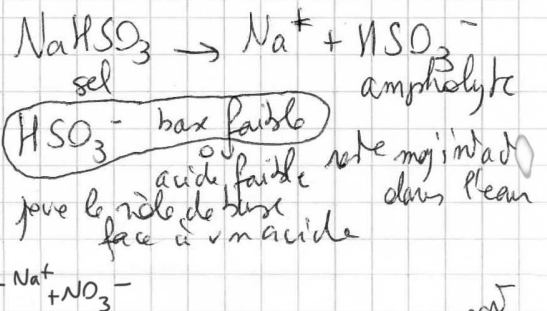 NaHSO₃ → Na⁺ + HSO₃⁻
sel ampholyte
HSO₃⁻ base faible
ou
acide faible reste majoritaire
joue le rôle de base dans l'eau
face à un acide
Na⁺
+NO₃⁻